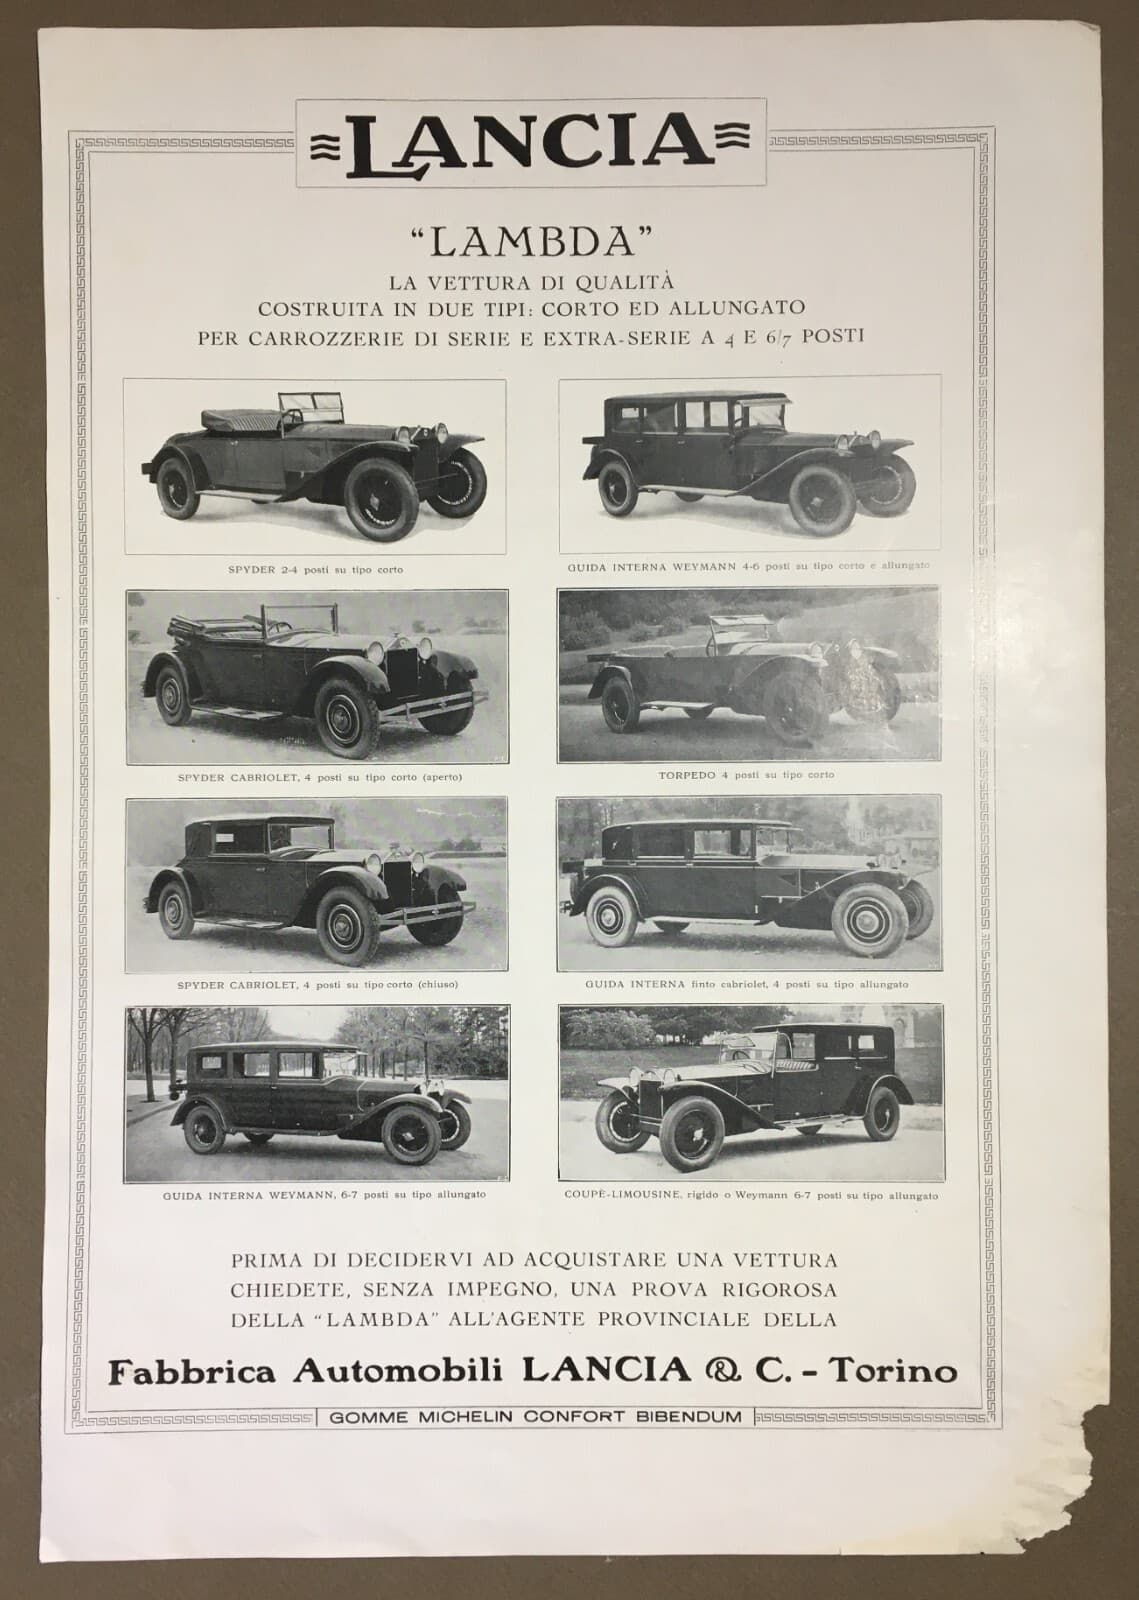 LANCIA
“LAMBDA”
LA VETTURA DI QUALITÀ
COSTRUITA IN DUE TIPI: CORTO ED ALLUNGATO
PER CARROZZERIE DI SERIE E EXTRA-SERIE A 4 E 6/7 POSTI
SPYDER 2-4 posti su tipo corto
GUIDA INTERNA WEYMANN 4-6 posti su tipo corto e allungato
SPYDER CABRIOLET, 4 posti su tipo corto (aperto)
TORPEDO 4 posti su tipo corto
SPYDER CABRIOLET, 4 posti su tipo corto (chiuso)
GUIDA INTERNA finto cabriolet, 4 posti su tipo allungato
GUIDA INTERNA WEYMANN, 6-7 posti su tipo allungato
COUPÈ-LIMOUSINE, rigido o Weymann 6-7 posti su tipo allungato
PRIMA DI DECIDERVI AD ACQUISTARE UNA VETTURA
CHIEDETE, SENZA IMPEGNO, UNA PROVA RIGOROSA
DELLA “LAMBDA” ALL'AGENTE PROVINCIALE DELLA
Fabbrica Automobili LANCIA & C. - Torino
GOMME MICHELIN CONFORT BIBENDUM